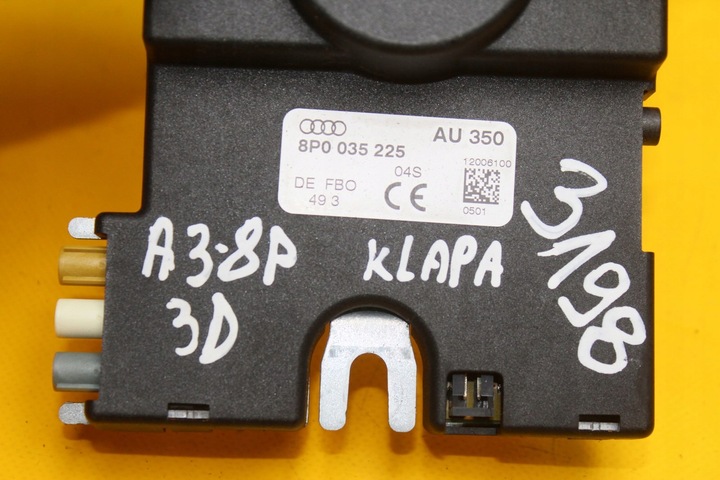 AU 350
8P0 035 225
04S
12006100
DE FBO
49 3
CE
0501
A3-8P
KLAPA
3D
3198